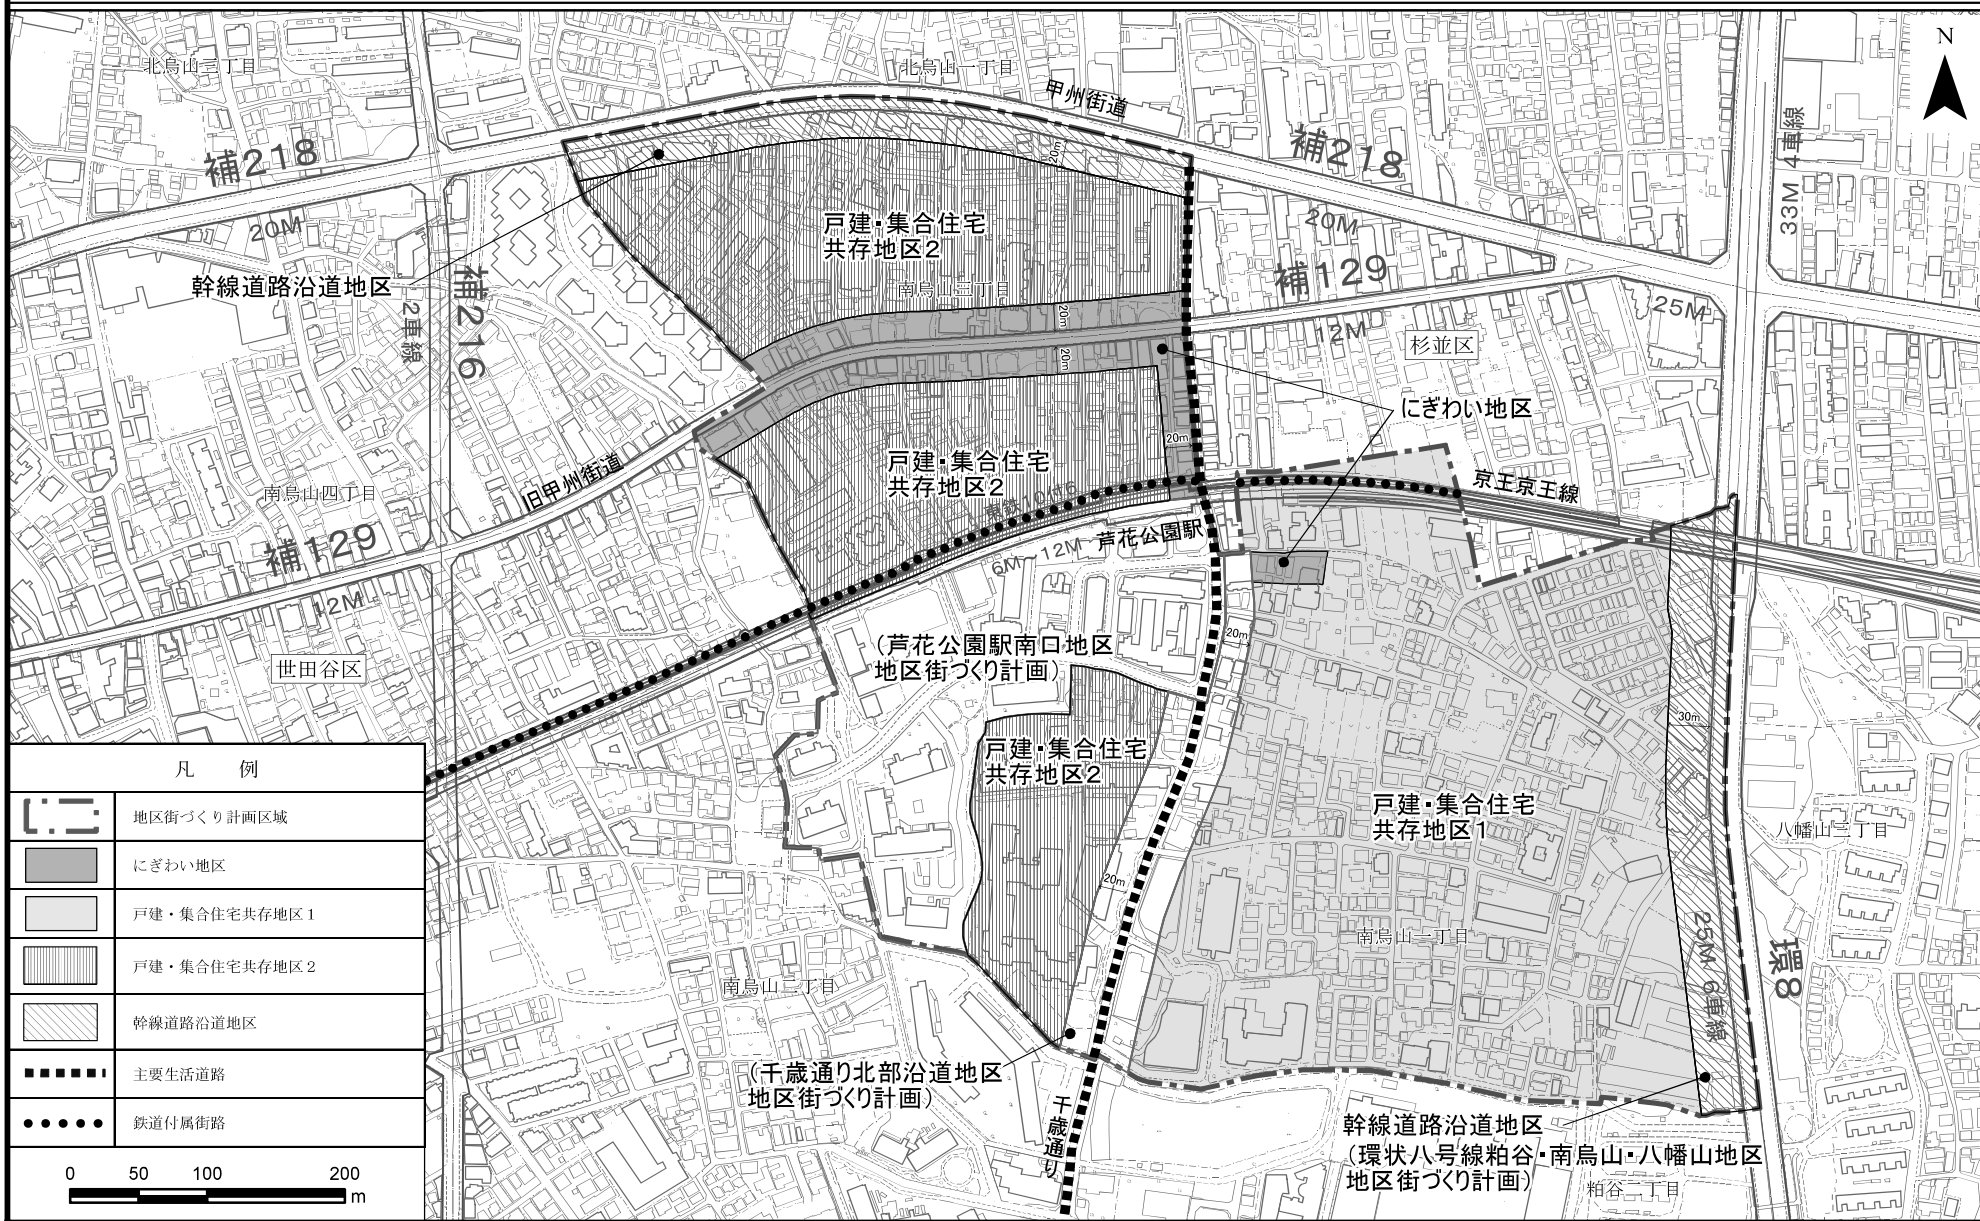 N
北烏山三丁目
北烏山一丁目
甲州街道
補218
補218
33M 4車線
20M
20M
20m
戸建・集合住宅
共存地区2
幹線道路沿道地区
南烏山三丁目
補129
25M
補216
2車線
12M
20m
20m
杉並区
にぎわい地区
戸建・集合住宅
共存地区2
20m
京王京王線
旧甲州街道
南烏山四丁目
東鉄10付6
芦花公園駅
6M~12M
補129
12M
(芦花公園駅南口地区
地区街づくり計画)
20m
世田谷区
30m
戸建・集合住宅
共存地区2
戸建・集合住宅
共存地区1
八幡山三丁目
20m
25M 6車線
環8
南烏山一丁目
南烏山二丁目
(千歳通り北部沿道地区
地区街づくり計画)
千歳通り
幹線道路沿道地区
(環状八号線粕谷・南烏山・八幡山地区
地区街づくり計画)
粕谷二丁目
凡 例
地区街づくり計画区域
にぎわい地区
戸建・集合住宅共存地区1
戸建・集合住宅共存地区2
幹線道路沿道地区
主要生活道路
鉄道付属街路
0 50 100 200
m